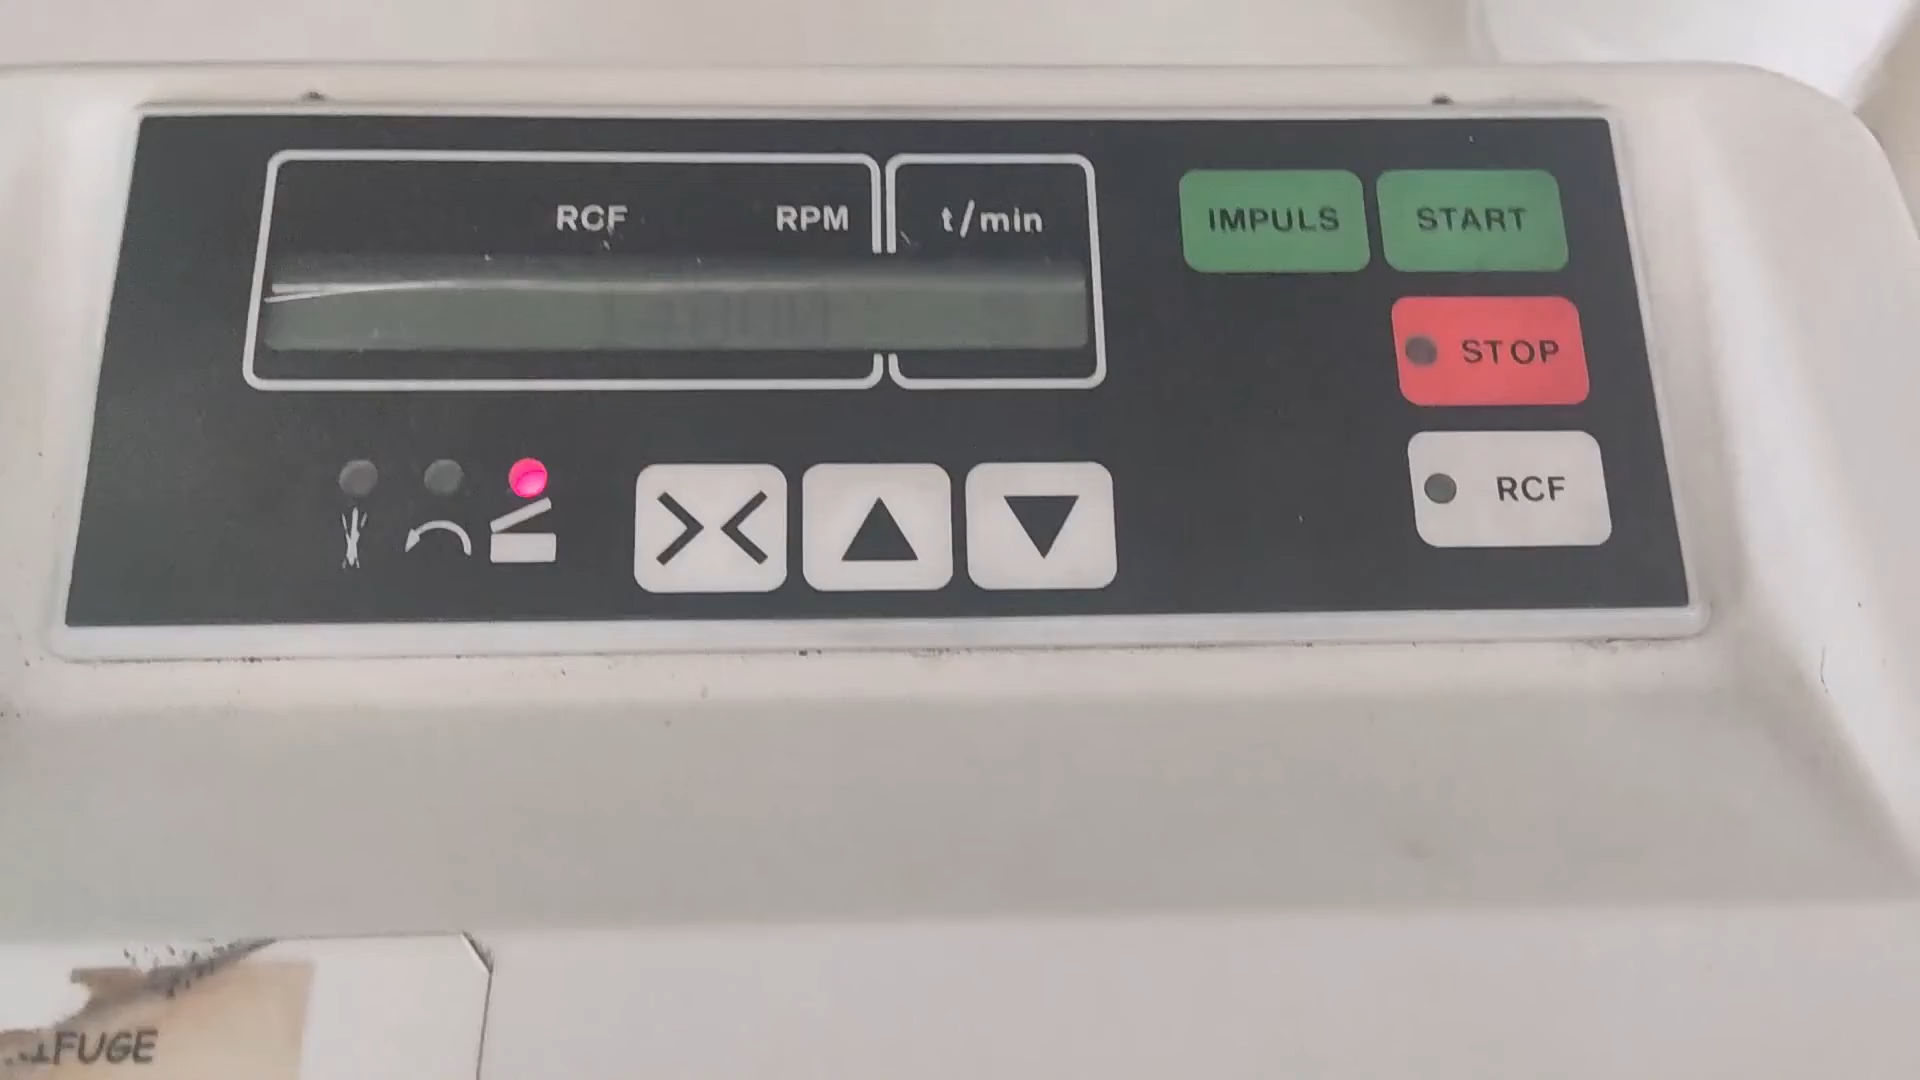 RCF RPM t/min
IMPULS START
STOP
RCF
FUGE